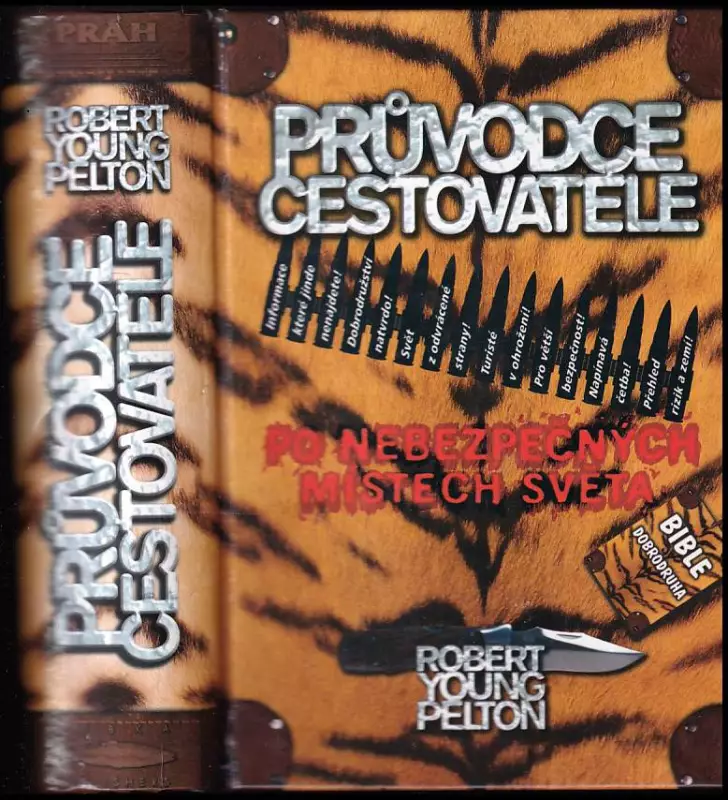 PRÁH
ROBERT
YOUNG
PELTON
PRŮVODCE
CESTOVATELE
PRŮVODCE
CESTOVATELE
Informace
které jinde
nenajdete!
Dobrodružství
natvrdo!
Svět
z odvrácené
strany!
Turisté
v ohrožení!
Pro větší
bezpečnost!
Napínavá
četba!
Přehled
rizik a zemí!
PO NEBEZPEČNÝCH
MÍSTECH SVĚTA
BIBLE
DOBRODRUHA
ROBERT
YOUNG
PELTON